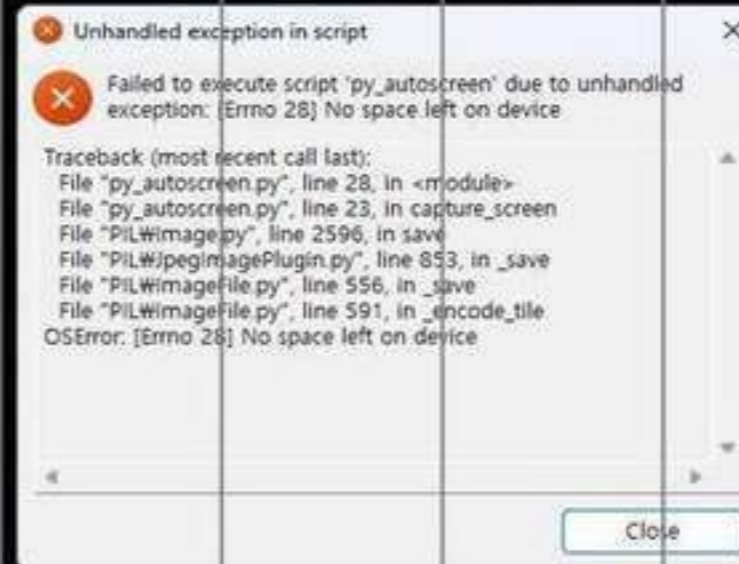 Unhandled exception in script
Failed to execute script 'py_autoscreen' due to unhandled
exception: [Errno 28] No space left on device
Traceback (most recent call last):
File "py_autoscreen.py", line 28, in <module>
File "py_autoscreen.py", line 23, in capture_screen
File "PIL₩Image.py", line 2596, in save
File "PIL₩JpegImagePlugin.py", line 853, in _save
File "PIL₩ImageFile.py", line 556, in _save
File "PIL₩ImageFile.py", line 591, in _encode_tile
OSError: [Errno 28] No space left on device
Close